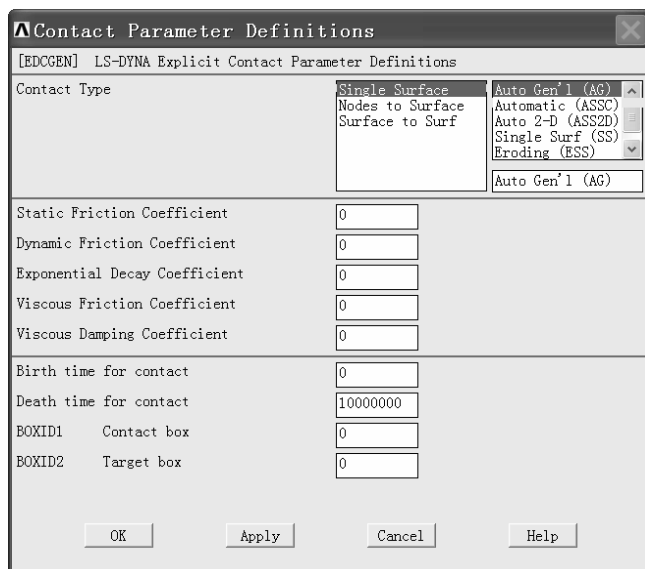 Contact Parameter Definitions
[EDCGEN] LS-DYNA Explicit Contact Parameter Definitions
Contact Type
Single Surface
Nodes to Surface
Surface to Surf
Auto Gen'l (AG)
Automatic (ASSC)
Auto 2-D (ASS2D)
Single Surf (SS)
Eroding (ESS)
Auto Gen'l (AG)
Static Friction Coefficient 0
Dynamic Friction Coefficient 0
Exponential Decay Coefficient 0
Viscous Friction Coefficient 0
Viscous Damping Coefficient 0
Birth time for contact 0
Death time for contact 10000000
BOXID1 Contact box 0
BOXID2 Target box 0
OK Apply Cancel Help